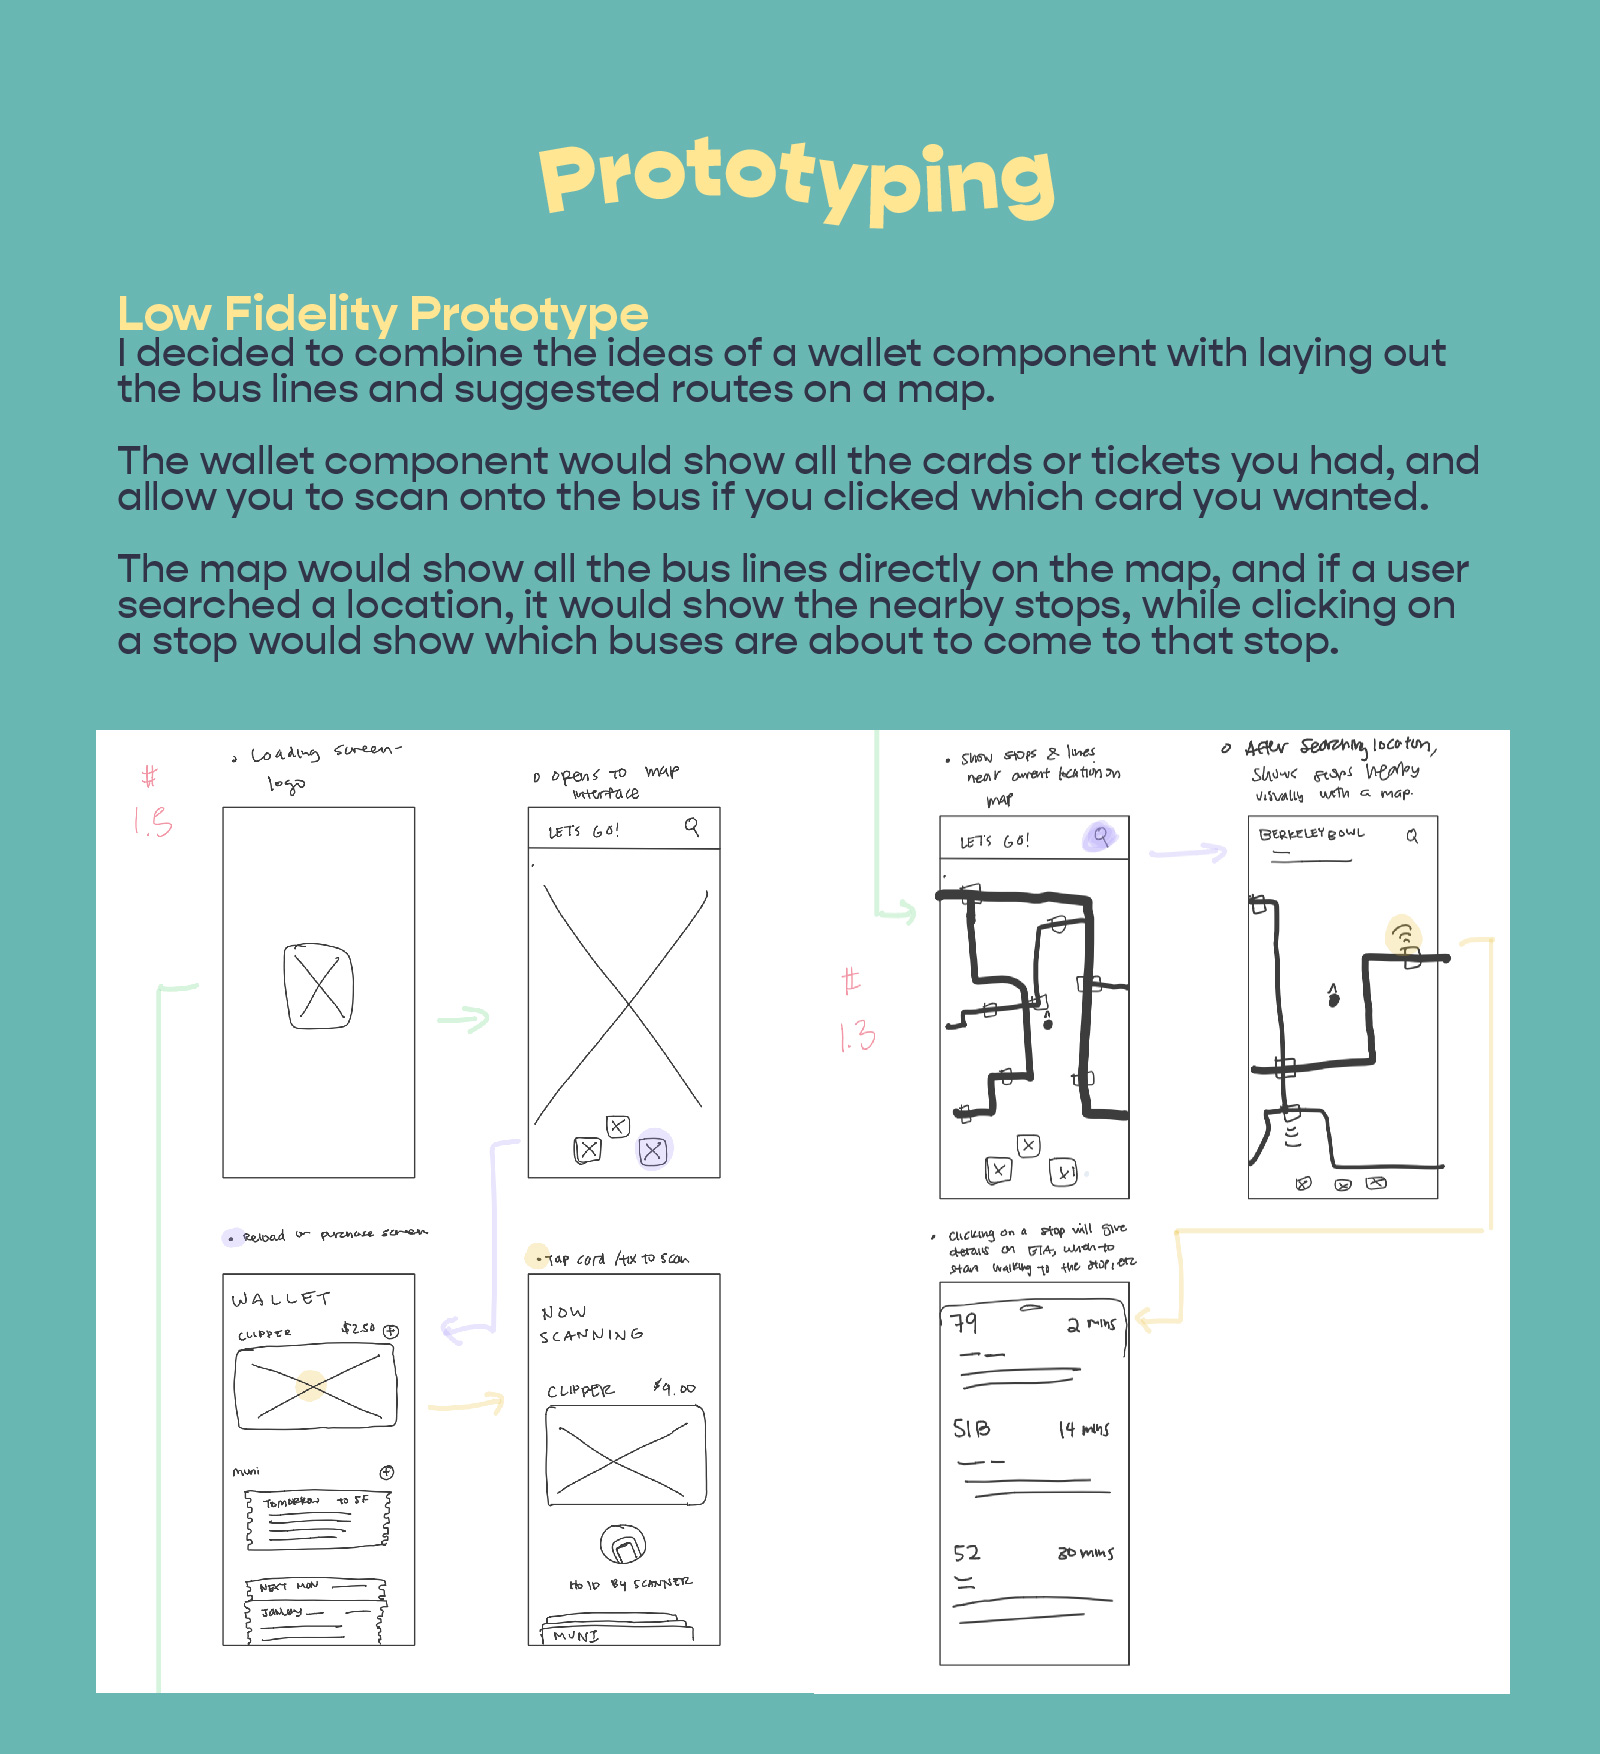 Prototyping
Low Fidelity Prototype
I decided to combine the ideas of a wallet component with laying out
the bus lines and suggested routes on a map.
The wallet component would show all the cards or tickets you had, and
allow you to scan onto the bus if you clicked which card you wanted.
The map would show all the bus lines directly on the map, and if a user
searched a location, it would show the nearby stops, while clicking on
a stop would show which buses are about to come to that stop.
#
Loading screen-
logo
opens to map
interface
LET'S GO!
Reload or purchase screen
WALLET
CLIPPER $2.50 +
muni +
TOMORROW TO SF
NEXT MON
Tap card /tix to scan
NOW
SCANNING
CLIPPER $9.00
HOLD BY SCANNER
MUNI
#
1.3
Show stops & lines
near current location on
map
LET'S GO!
After searching location,
shows stops nearby
visually with a map.
BERKELEY BOWL
clicking on a stop will give
details on ETA, when to
start walking to the stop, etc
79 2 mins
51B 14 mins
52 30 mins